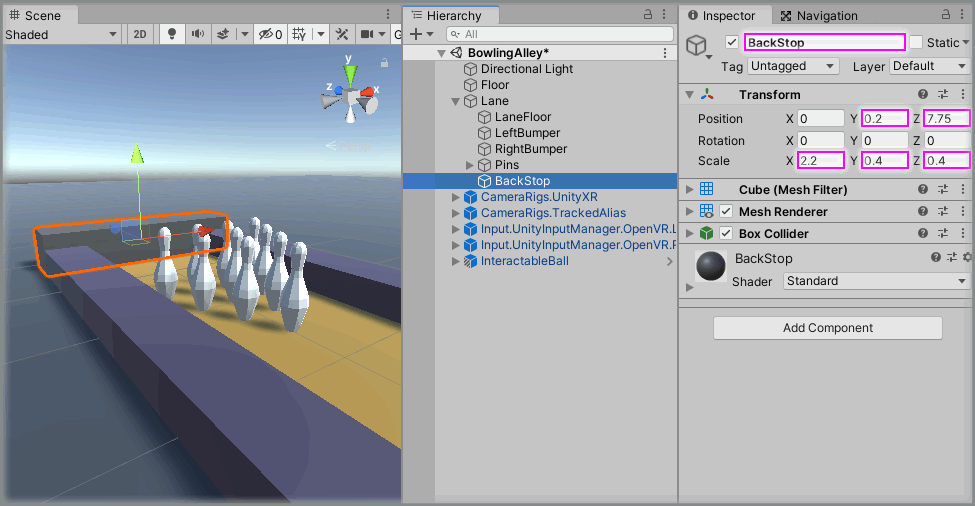 Scene
Shaded
2D
0
G
y
z
x
Persp
Hierarchy
All
BowlingAlley*
Directional Light
Floor
Lane
LaneFloor
LeftBumper
RightBumper
Pins
BackStop
CameraRigs.UnityXR
CameraRigs.TrackedAlias
Input.UnityInputManager.OpenVR.L
Input.UnityInputManager.OpenVR.F
InteractableBall
Inspector
Navigation
BackStop
Static
Tag Untagged Layer Default
Transform
Position X 0 Y 0.2 Z 7.75
Rotation X 0 Y 0 Z 0
Scale X 2.2 Y 0.4 Z 0.4
Cube (Mesh Filter)
Mesh Renderer
Box Collider
BackStop
Shader Standard
Add Component